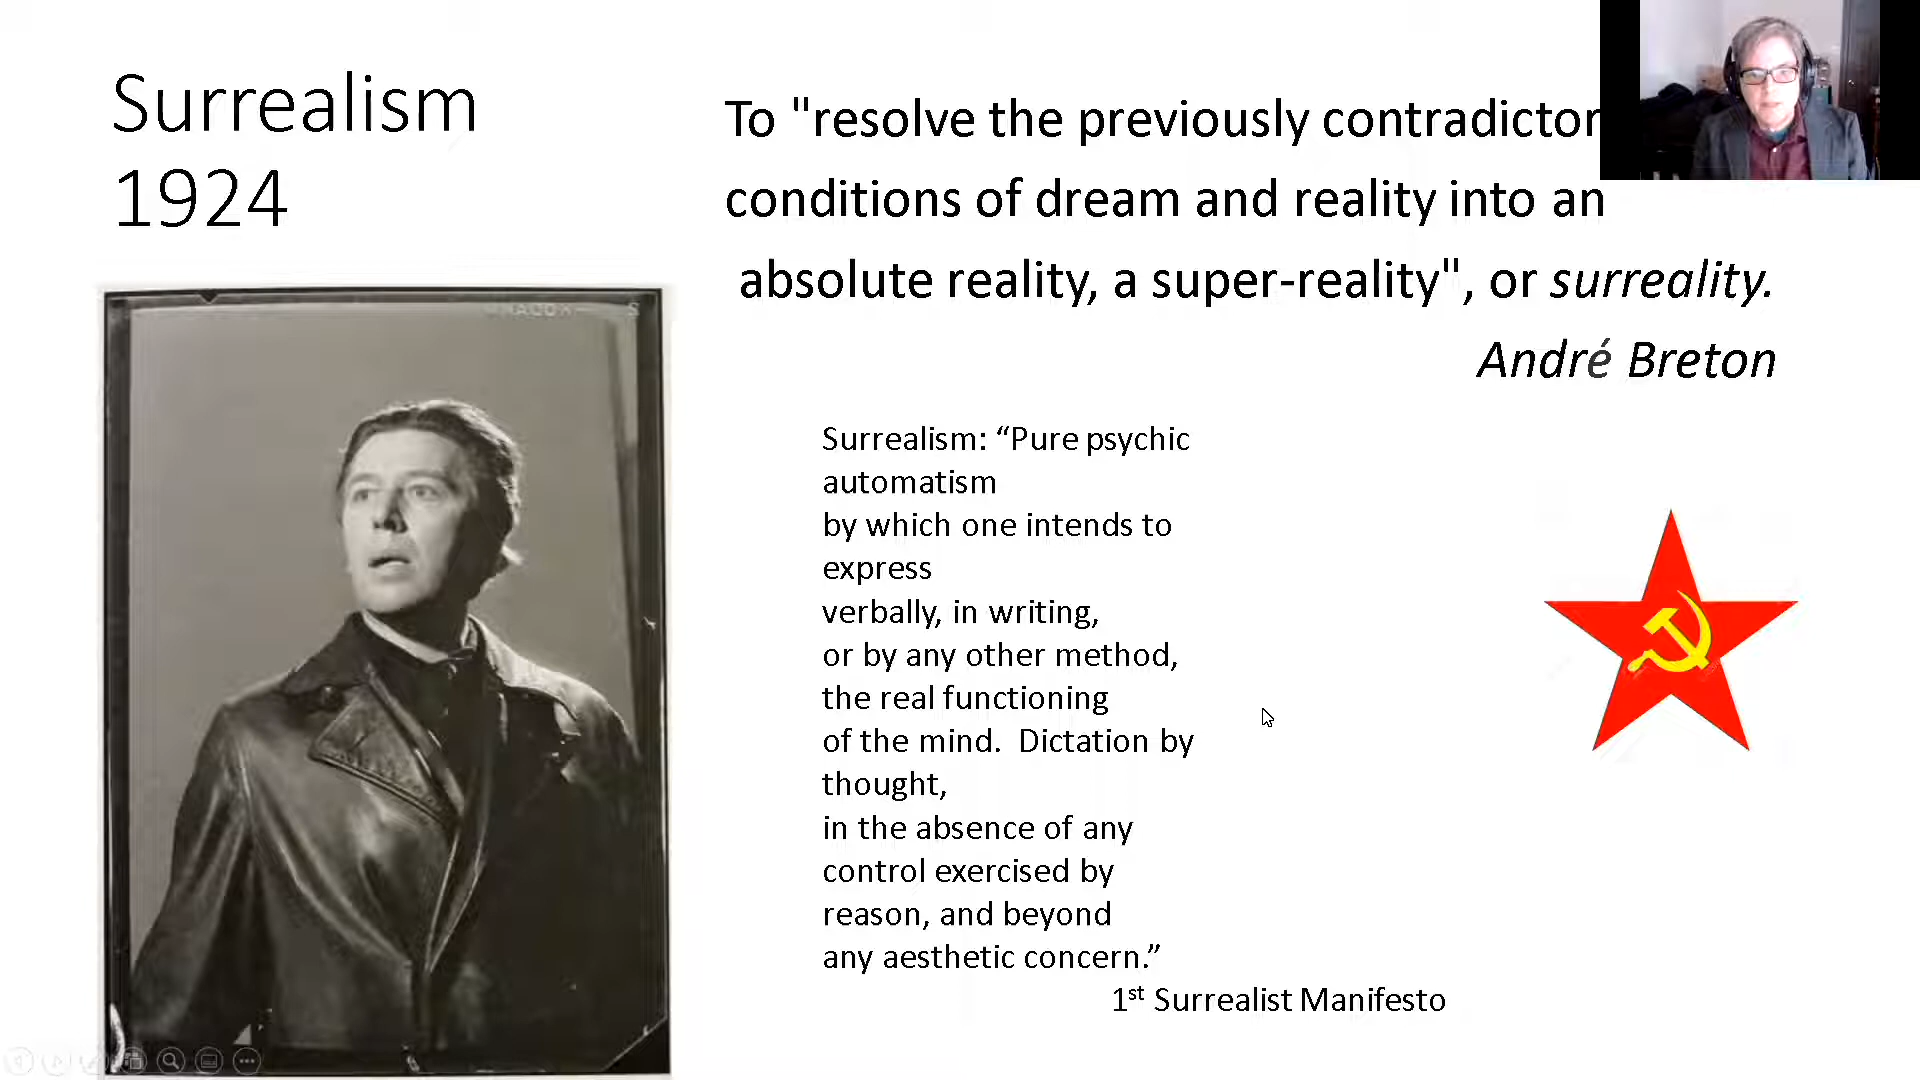 Surrealism
1924
To "resolve the previously contradictor
conditions of dream and reality into an
absolute reality, a super-reality", or surreality.
André Breton
Surrealism: “Pure psychic
automatism
by which one intends to
express
verbally, in writing,
or by any other method,
the real functioning
of the mind.  Dictation by
thought,
in the absence of any
control exercised by
reason, and beyond
any aesthetic concern.”
1st Surrealist Manifesto